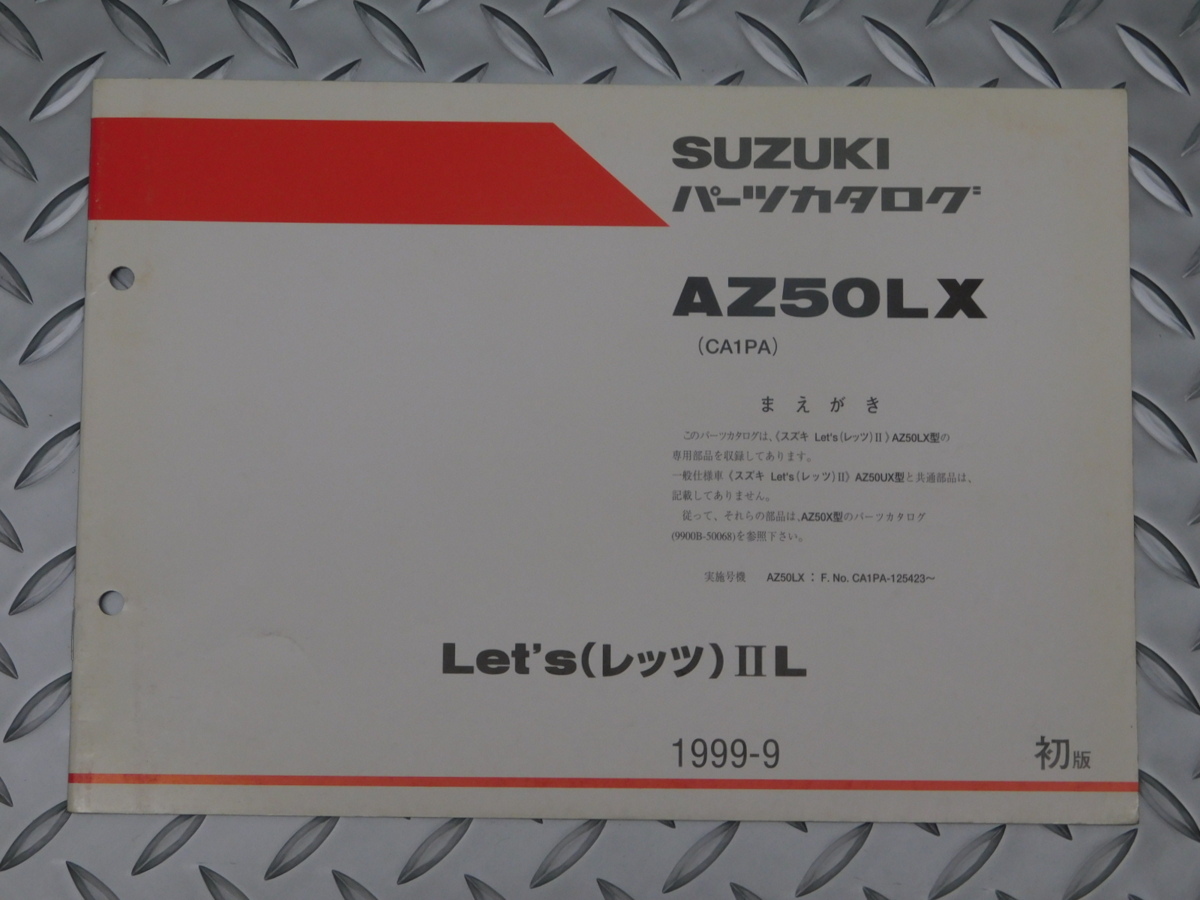 SUZUKI
パーツカタログ
AZ50LX
(CA1PA)
まえがき
このパーツカタログは、《スズキ Let's(レッツ)Ⅱ》AZ50LX型の
専用部品を収録してあります。
一般仕様車《スズキ Let's(レッツ)Ⅱ》AZ50UX型と共通部品は、
記載してありません。
従って、それらの部品は、AZ50X型のパーツカタログ
(9900B-50068)を参照下さい。
実施号機 AZ50LX：F. No. CA1PA-125423～
Let's(レッツ)ⅡL
1999-9 初版